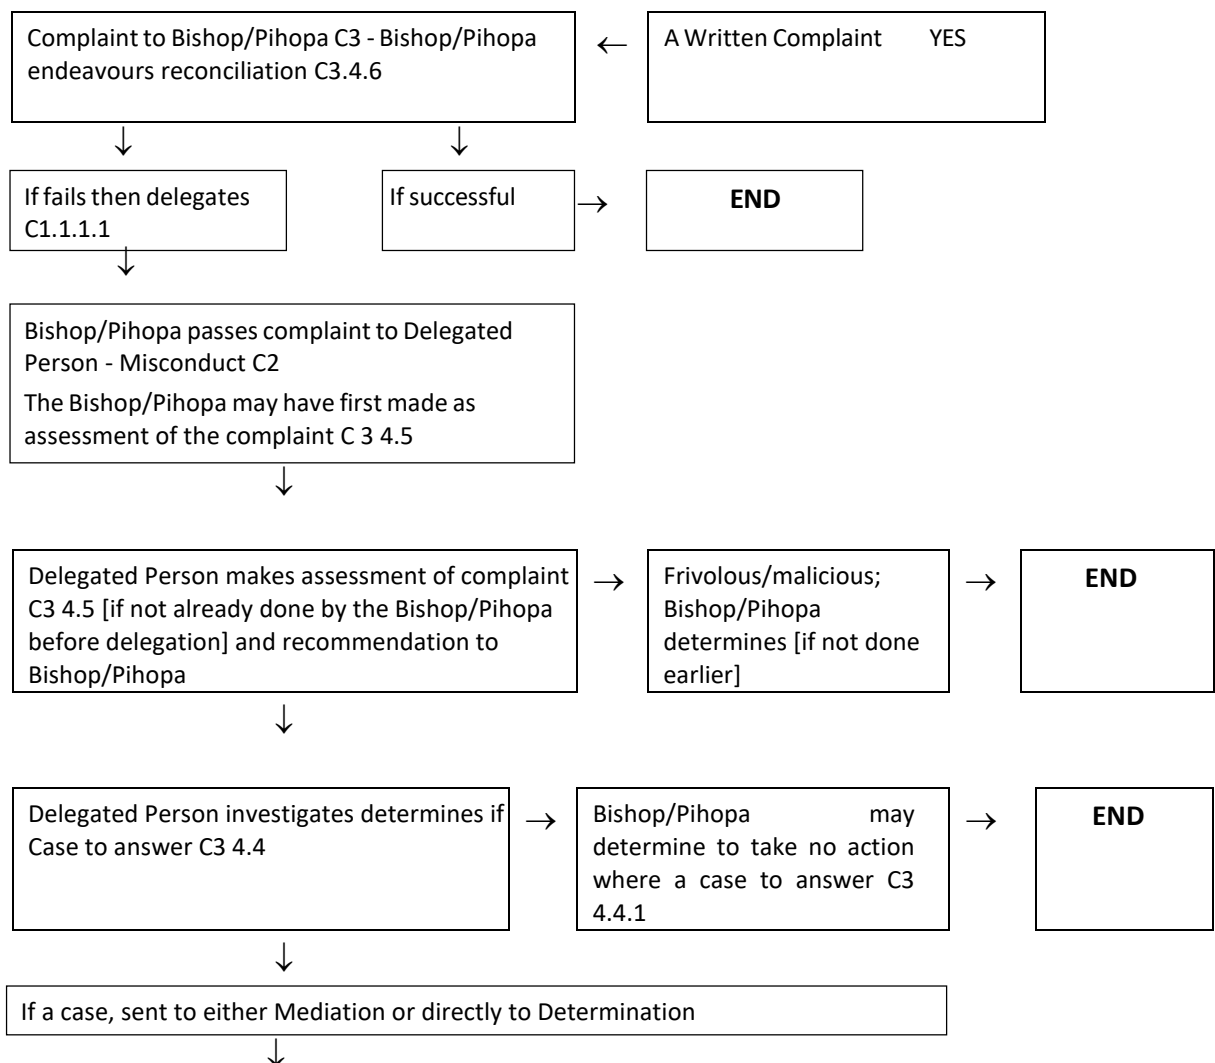 Complaint to Bishop/Pihopa C3 - Bishop/Pihopa
endeavours reconciliation C3.4.6
←
A Written Complaint YES
↓ ↓
If fails then delegates
C1.1.1.1
If successful
→
END
↓
Bishop/Pihopa passes complaint to Delegated
Person - Misconduct C2
The Bishop/Pihopa may have first made as
assessment of the complaint C 3 4.5
↓
Delegated Person makes assessment of complaint
C3 4.5 [if not already done by the Bishop/Pihopa
before delegation] and recommendation to
Bishop/Pihopa
→
Frivolous/malicious;
Bishop/Pihopa
determines [if not done
earlier]
→
END
↓
Delegated Person investigates determines if
Case to answer C3 4.4
→
Bishop/Pihopa may
determine to take no action
where a case to answer C3
4.4.1
→
END
↓
If a case, sent to either Mediation or directly to Determination
↓